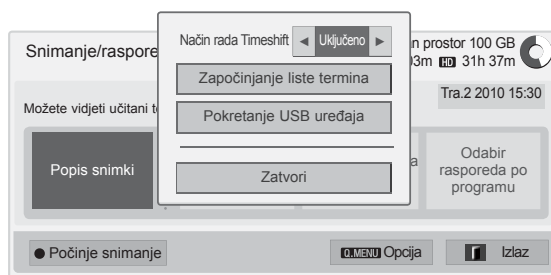 Snimanje/raspore
n prostor 100 GB
03m HD 31h 37m
Tra.2 2010 15:30
Možete vidjeti učitani t
Način rada Timeshift ◄ Uključeno ►
Započinjanje liste termina
Pokretanje USB uređaja
Zatvori
Popis snimki
a
Odabir
rasporeda po
programu
● Počinje snimanje
Q.MENU Opcija
Izlaz